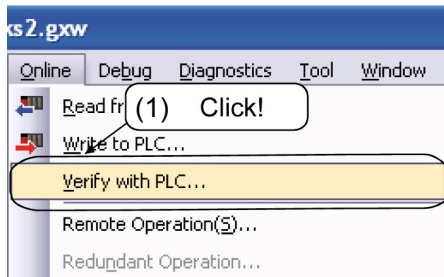 ks2.gxw
Online Debug Diagnostics Tool Window
Read fr
(1) Click!
Write to PLC...
Verify with PLC...
Remote Operation(S)...
Redundant Operation...